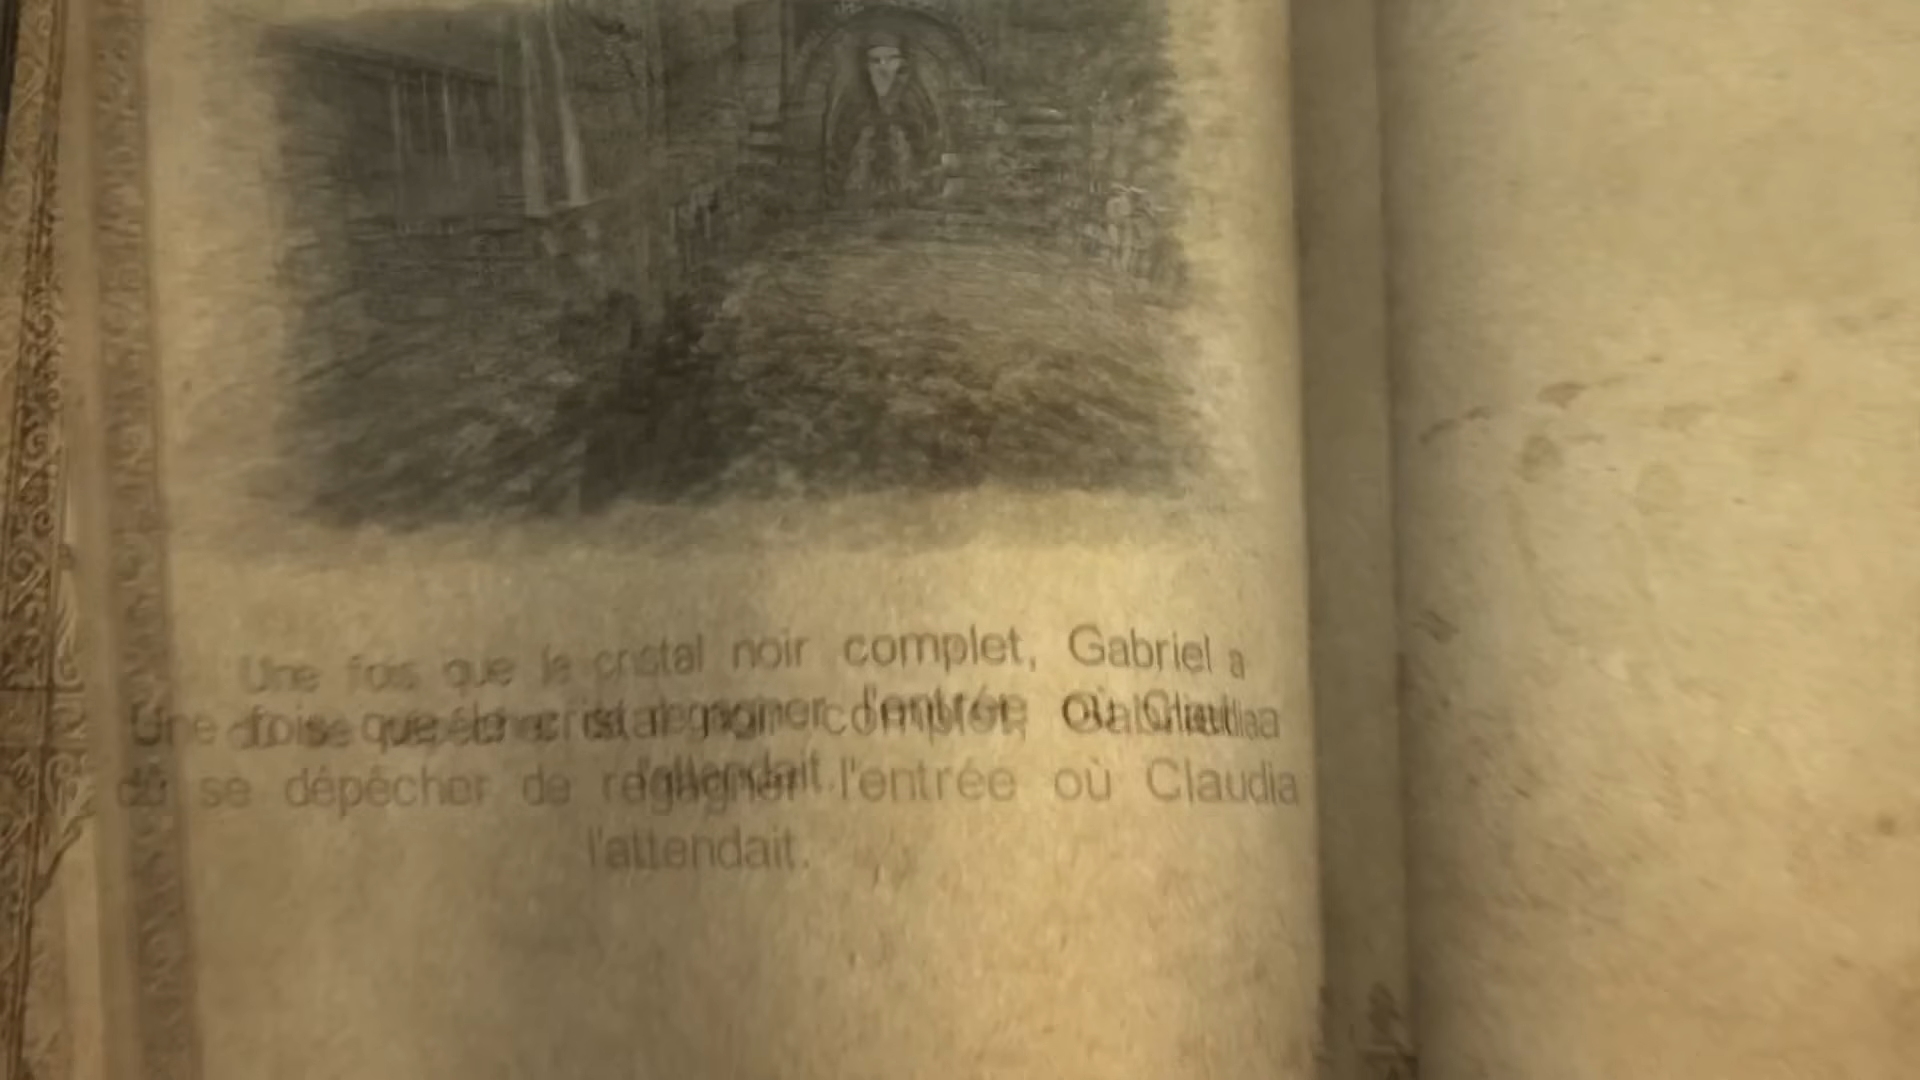 Une fois que le cristal noir complet, Gabriel a
dû se dépêcher de regagner l'entrée où Claudia
l'attendait.